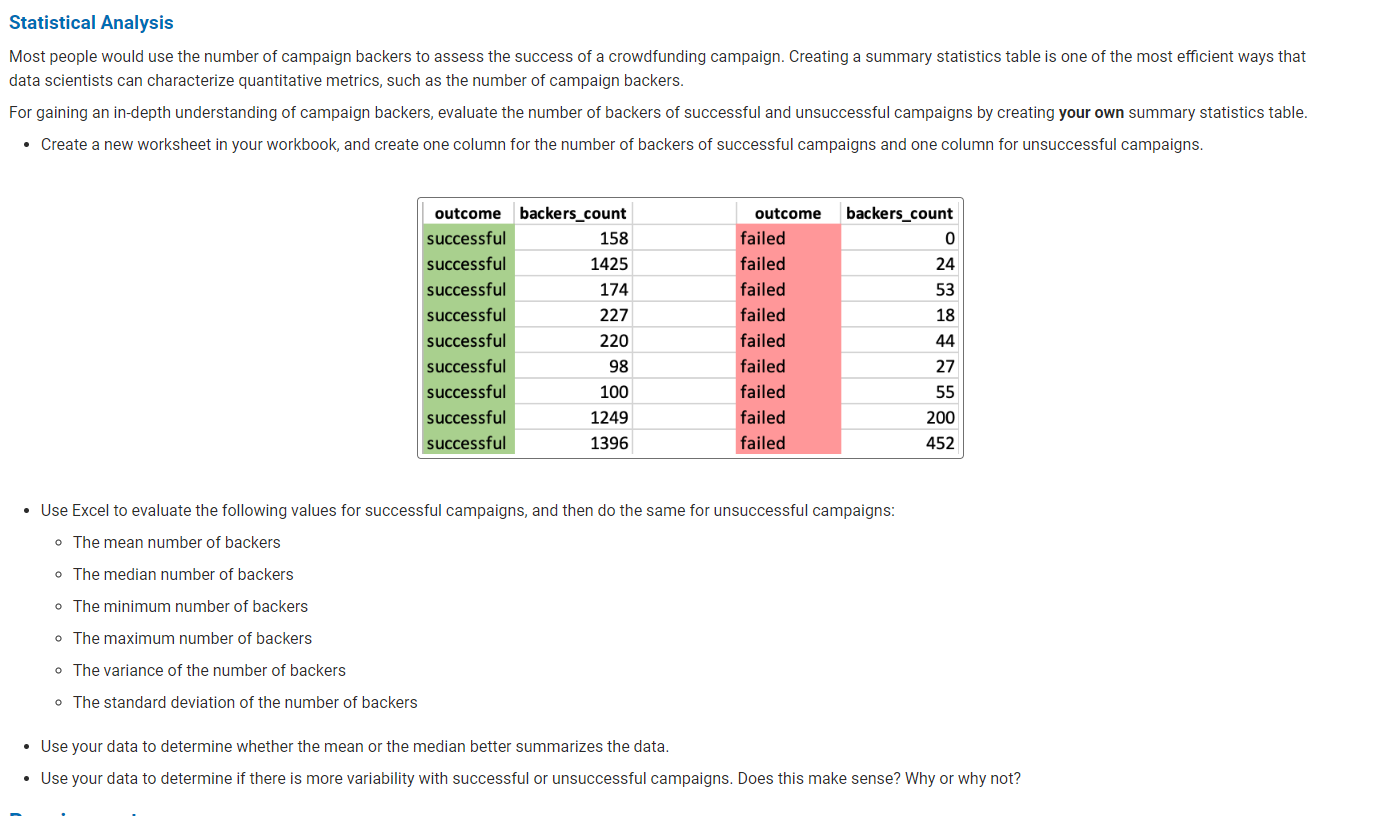 Statistical Analysis
Most people would use the number of campaign backers to assess the success of a crowdfunding campaign. Creating a summary statistics table is one of the most efficient ways that
data scientists can characterize quantitative metrics, such as the number of campaign backers.
For gaining an in-depth understanding of campaign backers, evaluate the number of backers of successful and unsuccessful campaigns by creating your own summary statistics table.
• Create a new worksheet in your workbook, and create one column for the number of backers of successful campaigns and one column for unsuccessful campaigns.
outcome backers_count outcome backers_count
successful 158 failed 0
successful 1425 failed 24
successful 174 failed 53
successful 227 failed 18
successful 220 failed 44
successful 98 failed 27
successful 100 failed 55
successful 1249 failed 200
successful 1396 failed 452
• Use Excel to evaluate the following values for successful campaigns, and then do the same for unsuccessful campaigns:
◦ The mean number of backers
◦ The median number of backers
◦ The minimum number of backers
◦ The maximum number of backers
◦ The variance of the number of backers
◦ The standard deviation of the number of backers
• Use your data to determine whether the mean or the median better summarizes the data.
• Use your data to determine if there is more variability with successful or unsuccessful campaigns. Does this make sense? Why or why not?